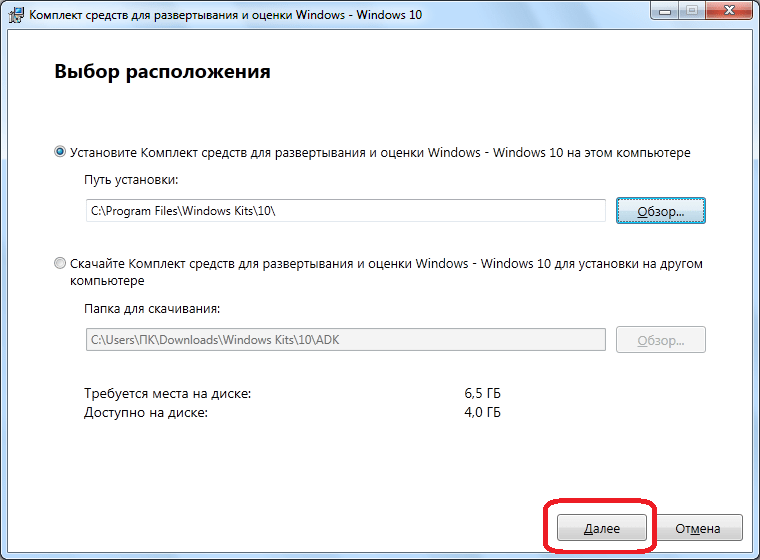 Комплект средств для развертывания и оценки Windows - Windows 10
Выбор расположения
Установите Комплект средств для развертывания и оценки Windows - Windows 10 на этом компьютере
Путь установки:
C:\Program Files\Windows Kits\10\
Обзор...
Скачайте Комплект средств для развертывания и оценки Windows - Windows 10 для установки на другом
компьютере
Папка для скачивания:
C:\Users\ПК\Downloads\Windows Kits\10\ADK
Обзор...
Требуется места на диске: 6,5 ГБ
Доступно на диске: 4,0 ГБ
Далее
Отмена